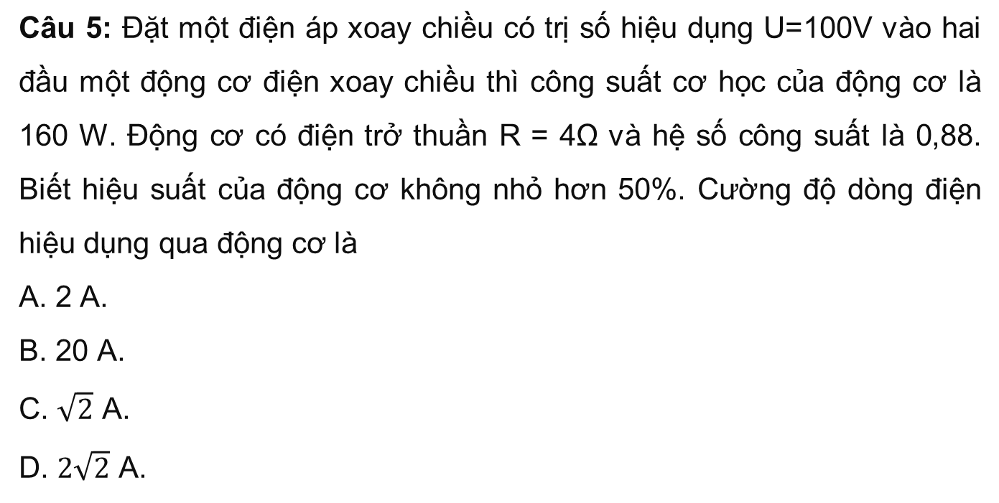 Câu 5: Đặt một điện áp xoay chiều có trị số hiệu dụng U=100V vào hai
đầu một động cơ điện xoay chiều thì công suất cơ học của động cơ là
160 W. Động cơ có điện trở thuần R = 4Ω và hệ số công suất là 0,88.
Biết hiệu suất của động cơ không nhỏ hơn 50%. Cường độ dòng điện
hiệu dụng qua động cơ là
A. 2 A.
B. 20 A.
C. √2 A.
D. 2√2 A.